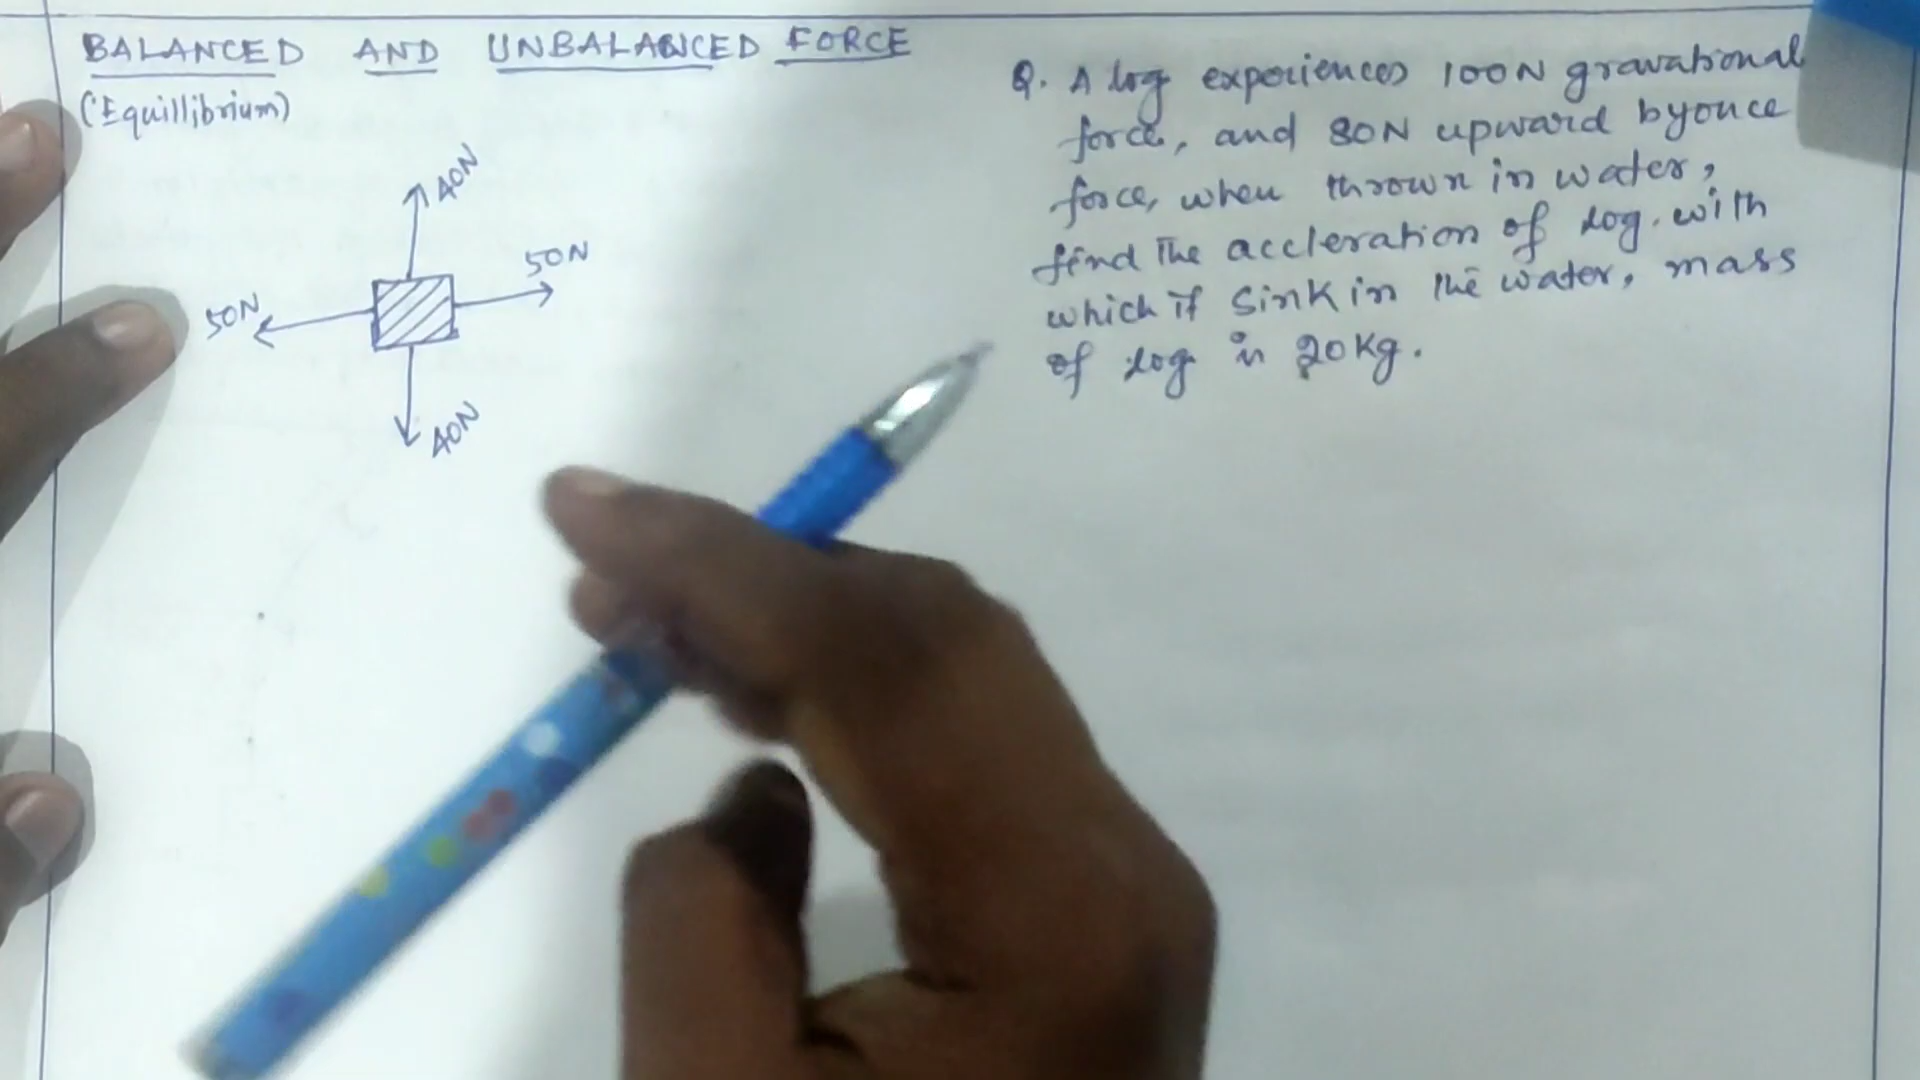 BALANCED AND UNBALANCED FORCE
(Equillibrium)
40N
50N
50N
40N
Q. A log experiences 100N gravational
force, and 80N upward byouce
force, when thrown in water,
find The accleration of log. with
which it sink in the water, mass
of log is 20Kg.